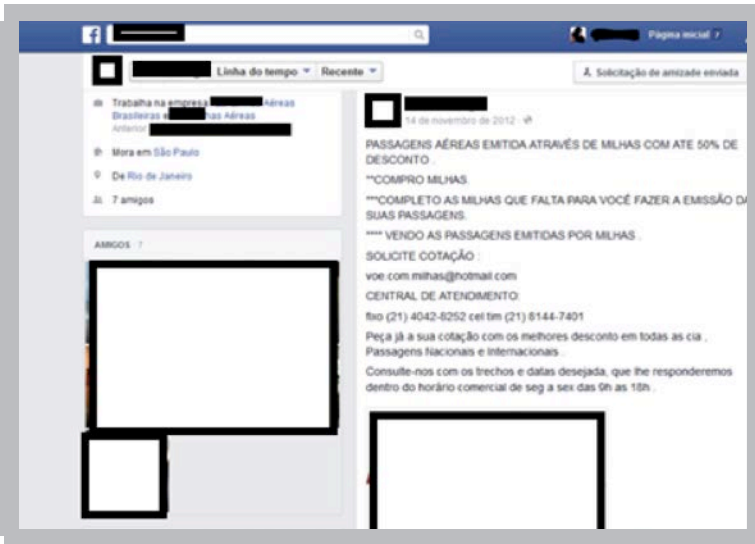 Página inicial 7
Linha do tempo Recente
Solicitação de amizade enviada
Trabalha na empresa Aéreas
Brasileiras e has Aéreas
Anterior
Mora em São Paulo
De Rio de Janeiro
7 amigos
AMIGOS 7
14 de novembro de 2012
PASSAGENS AÉREAS EMITIDA ATRAVÉS DE MILHAS COM ATE 50% DE
DESCONTO .
**COMPRO MILHAS.
***COMPLETO AS MILHAS QUE FALTA PARA VOCÊ FAZER A EMISSÃO DA
SUAS PASSAGENS.
**** VENDO AS PASSAGENS EMITIDAS POR MILHAS .
SOLICITE COTAÇÃO :
voe.com.milhas@hotmail.com
CENTRAL DE ATENDIMENTO:
fixo (21) 4042-8252 cel tim (21) 8144-7401
Peça já a sua cotação com os melhores desconto em todas as cia ,
Passagens Nacionais e Internacionais .
Consulte-nos com os trechos e datas desejada, que lhe responderemos
dentro do horário comercial de seg a sex das 9h as 18h .